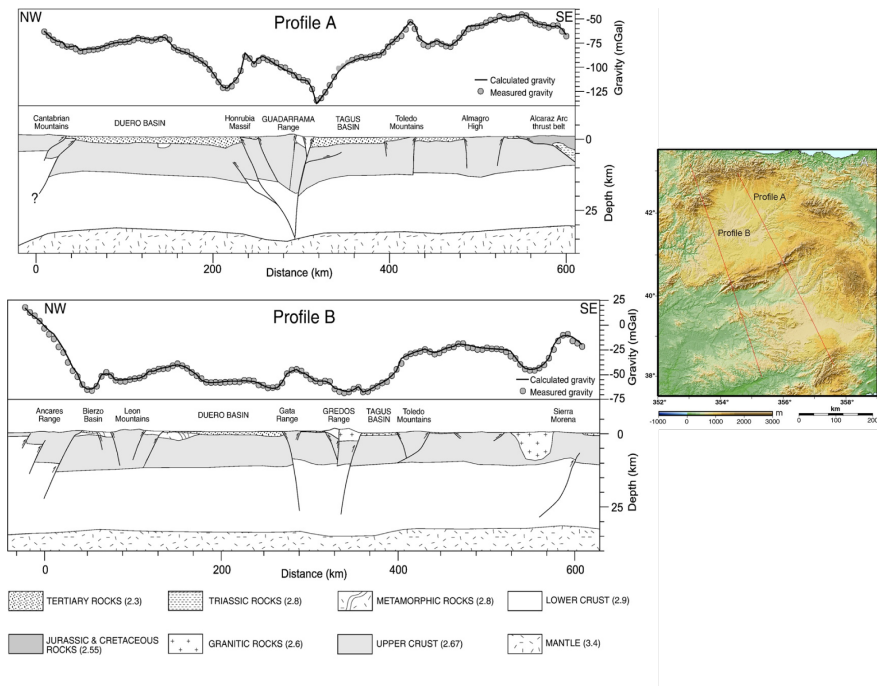 NW
Profile A
SE
-50
-75
-100
-125
Gravity (mGal)
Calculated gravity
Measured gravity
Cantabrian Mountains
DUERO BASIN
Honrubia Massif
GUADARRAMA Range
TAGUS BASIN
Toledo Mountains
Almagro High
Alcaraz Arc thrust belt
0
25
Depth (km)
?
0
200
400
600
Distance (km)
NW
Profile B
SE
25
0
-25
-50
-75
Gravity (mGal)
Calculated gravity
Measured gravity
Ancares Range
Bierzo Basin
Leon Mountains
DUERO BASIN
Gata Range
GREDOS Range
TAGUS BASIN
Toledo Mountains
Sierra Morena
0
25
Depth (km)
0
200
400
600
Distance (km)
TERTIARY ROCKS (2.3)
TRIASSIC ROCKS (2.8)
METAMORPHIC ROCKS (2.8)
LOWER CRUST (2.9)
JURASSIC & CRETACEOUS
ROCKS (2.55)
GRANITIC ROCKS (2.6)
UPPER CRUST (2.67)
MANTLE (3.4)
Profile A
Profile B
42°
40°
38°
352°
354°
356°
358°
m
-1000
0
1000
2000
3000
km
0
100
200